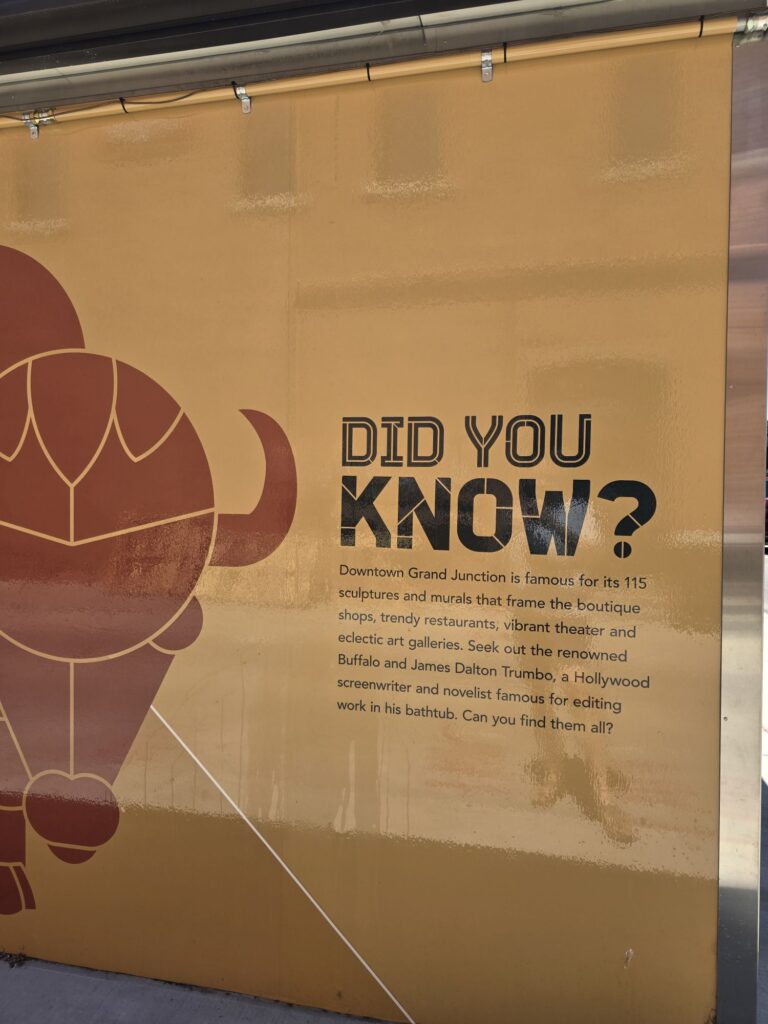 DID YOU
KNOW?
Downtown Grand Junction is famous for its 115
sculptures and murals that frame the boutique
shops, trendy restaurants, vibrant theater and
eclectic art galleries. Seek out the renowned
Buffalo and James Dalton Trumbo, a Hollywood
screenwriter and novelist famous for editing
work in his bathtub. Can you find them all?